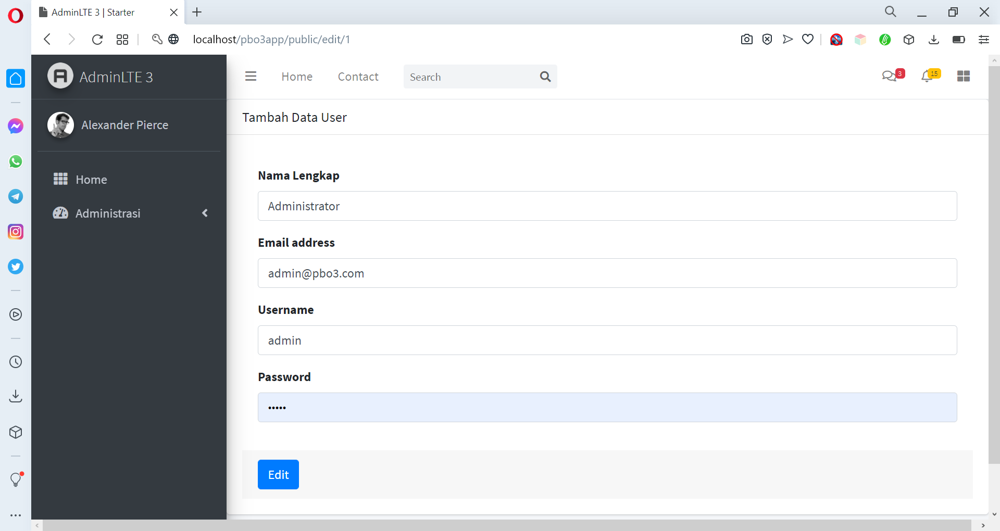 AdminLTE 3 | Starter
localhost/pbo3app/public/edit/1
AdminLTE 3
Home
Contact
Search
3
15
Alexander Pierce
Tambah Data User
Home
Administrasi
Nama Lengkap
Administrator
Email address
admin@pbo3.com
Username
admin
Password
•••••
Edit